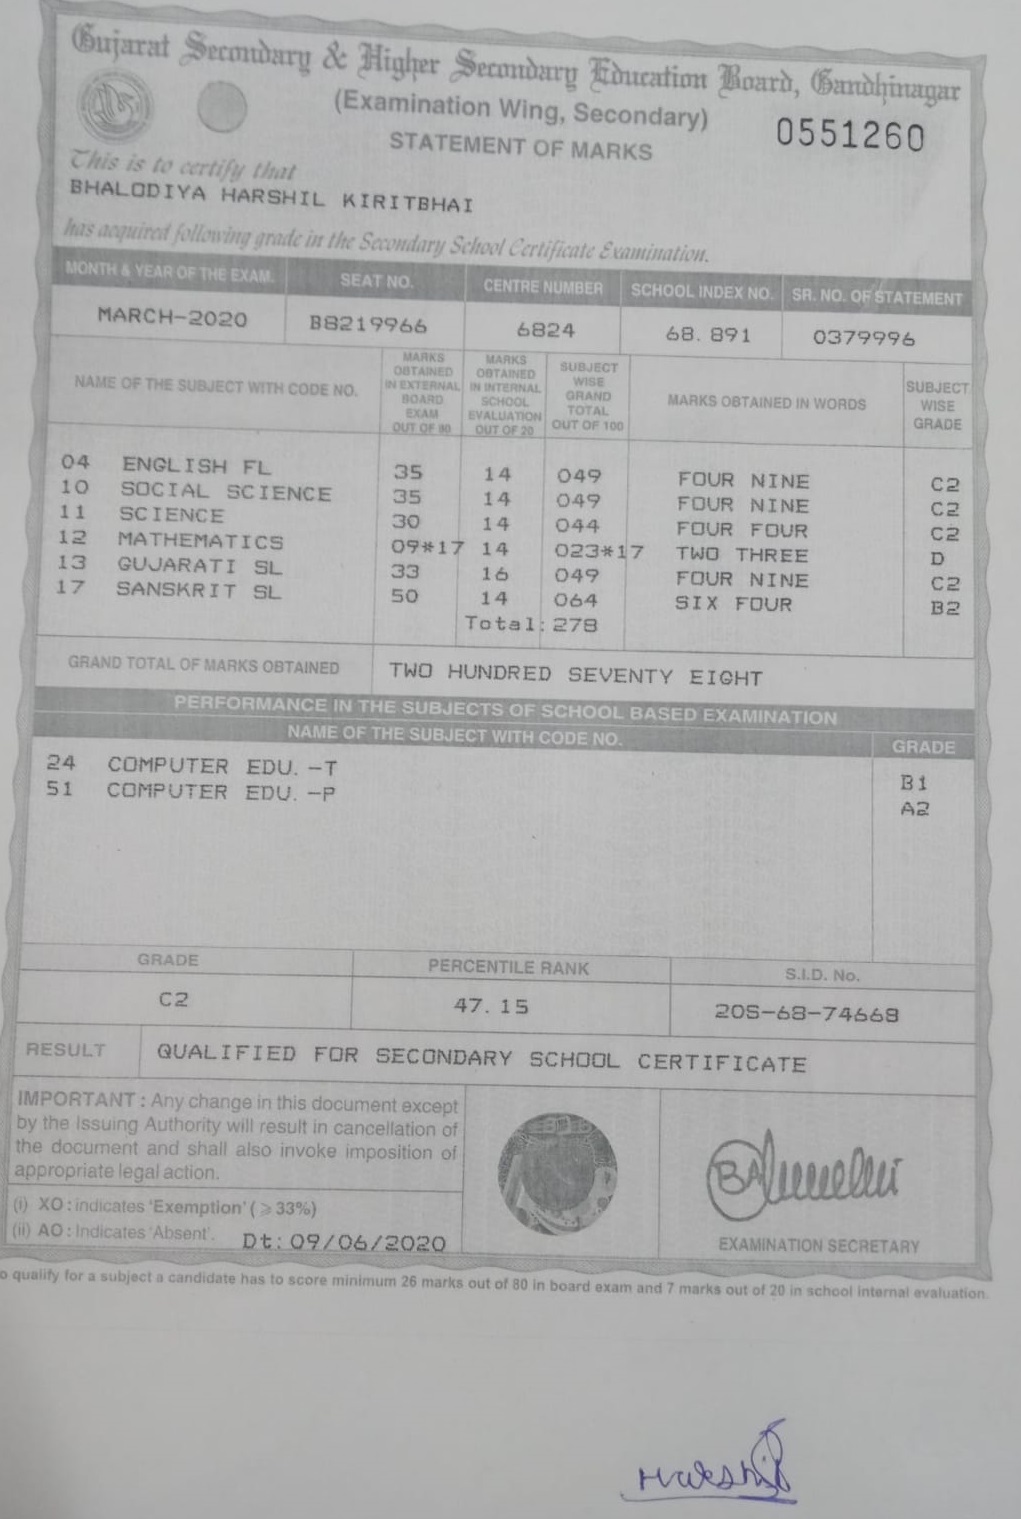 Gujarat Secondary & Higher Secondary Education Board, Gandhinagar
(Examination Wing, Secondary)
0551260
STATEMENT OF MARKS
This is to certify that
BHALODIYA HARSHIL KIRITBHAI
has acquired following grade in the Secondary School Certificate Examination.
MONTH & YEAR OF THE EXAM. SEAT NO. CENTRE NUMBER SCHOOL INDEX NO. SR. NO. OF STATEMENT
MARCH-2020 B8219966 6824 68.891 0379996
NAME OF THE SUBJECT WITH CODE NO. MARKS OBTAINED IN EXTERNAL BOARD EXAM OUT OF 80 MARKS OBTAINED IN INTERNAL SCHOOL EVALUATION OUT OF 20 SUBJECT WISE GRAND TOTAL OUT OF 100 MARKS OBTAINED IN WORDS SUBJECT WISE GRADE
04 ENGLISH FL 35 14 049 FOUR NINE C2
10 SOCIAL SCIENCE 35 14 049 FOUR NINE C2
11 SCIENCE 30 14 044 FOUR FOUR C2
12 MATHEMATICS 09*17 14 023*17 TWO THREE D
13 GUJARATI SL 33 16 049 FOUR NINE C2
17 SANSKRIT SL 50 14 064 SIX FOUR B2
Total: 278
GRAND TOTAL OF MARKS OBTAINED TWO HUNDRED SEVENTY EIGHT
PERFORMANCE IN THE SUBJECTS OF SCHOOL BASED EXAMINATION
NAME OF THE SUBJECT WITH CODE NO. GRADE
24 COMPUTER EDU. -T B1
51 COMPUTER EDU. -P A2
GRADE PERCENTILE RANK S.I.D. No.
C2 47.15 20S-68-74668
RESULT QUALIFIED FOR SECONDARY SCHOOL CERTIFICATE
IMPORTANT : Any change in this document except
by the Issuing Authority will result in cancellation of
the document and shall also invoke imposition of
appropriate legal action.
(i) XO : indicates 'Exemption' ( ⩾ 33%)
(ii) AO : Indicates 'Absent'. Dt: 09/06/2020
EXAMINATION SECRETARY
o qualify for a subject a candidate has to score minimum 26 marks out of 80 in board exam and 7 marks out of 20 in school internal evaluation.
Harshil